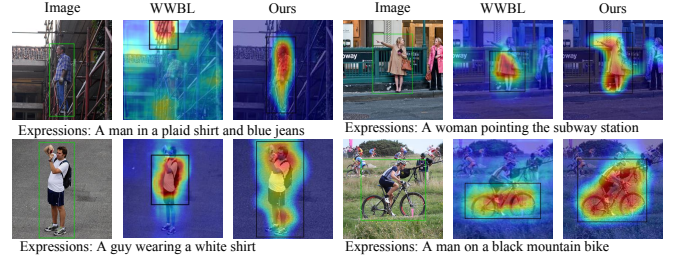 Image WWBL Ours Image WWBL Ours
Expressions: A man in a plaid shirt and blue jeans
Expressions: A woman pointing the subway station
Expressions: A guy wearing a white shirt
Expressions: A man on a black mountain bike